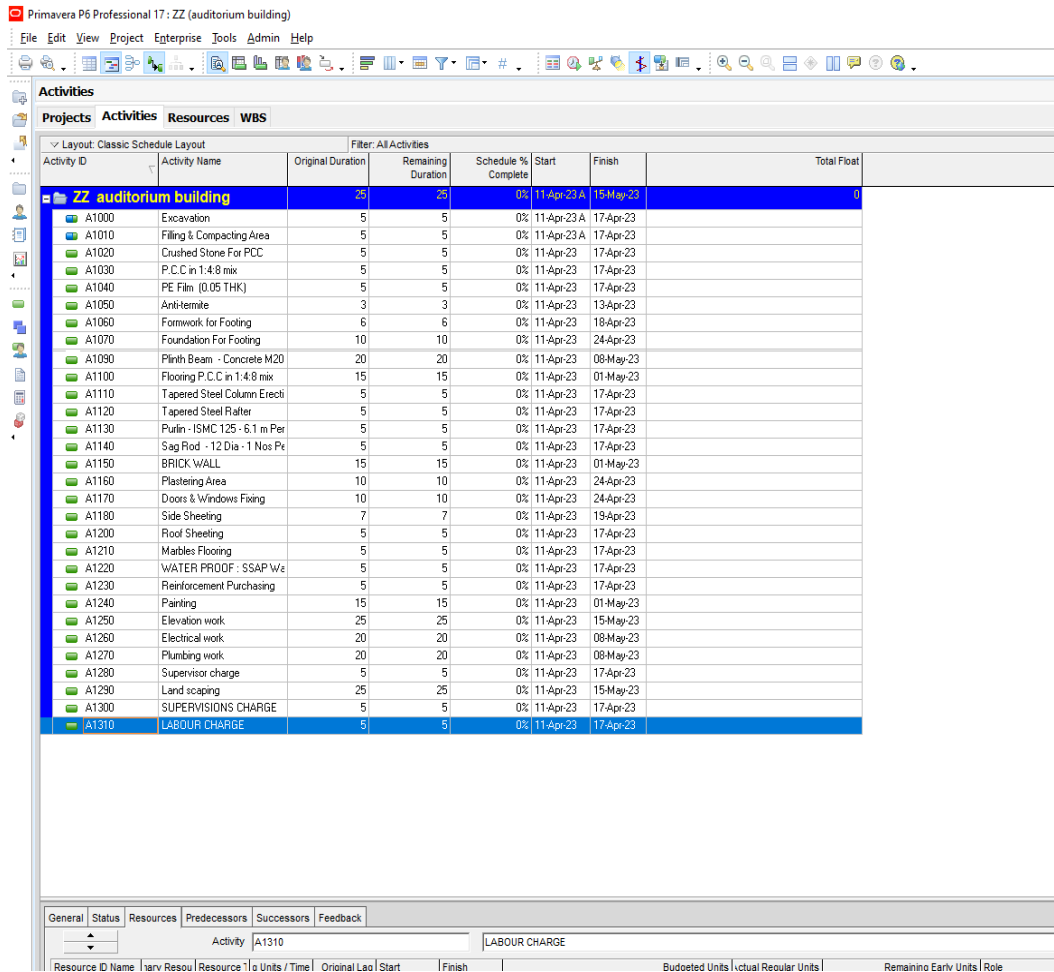 Primavera P6 Professional 17 : ZZ (auditorium building)
File Edit View Project Enterprise Tools Admin Help
Activities
Projects Activities Resources WBS
Layout: Classic Schedule Layout Filter: All Activities
Activity ID Activity Name Original Duration Remaining Duration Schedule % Complete Start Finish Total Float
ZZ auditorium building 25 25 0% 11-Apr-23 A 15-May-23 0
A1000 Excavation 5 5 0% 11-Apr-23 A 17-Apr-23
A1010 Filling & Compacting Area 5 5 0% 11-Apr-23 A 17-Apr-23
A1020 Crushed Stone For PCC 5 5 0% 11-Apr-23 17-Apr-23
A1030 P.C.C in 1:4:8 mix 5 5 0% 11-Apr-23 17-Apr-23
A1040 PE Film (0.05 THK) 5 5 0% 11-Apr-23 17-Apr-23
A1050 Anti-termite 3 3 0% 11-Apr-23 13-Apr-23
A1060 Formwork for Footing 6 6 0% 11-Apr-23 18-Apr-23
A1070 Foundation For Footing 10 10 0% 11-Apr-23 24-Apr-23
A1090 Plinth Beam - Concrete M20 20 20 0% 11-Apr-23 08-May-23
A1100 Flooring P.C.C in 1:4:8 mix 15 15 0% 11-Apr-23 01-May-23
A1110 Tapered Steel Column Erecti 5 5 0% 11-Apr-23 17-Apr-23
A1120 Tapered Steel Rafter 5 5 0% 11-Apr-23 17-Apr-23
A1130 Purlin - ISMC 125 - 6.1 m Per 5 5 0% 11-Apr-23 17-Apr-23
A1140 Sag Rod - 12 Dia - 1 Nos Pe 5 5 0% 11-Apr-23 17-Apr-23
A1150 BRICK WALL 15 15 0% 11-Apr-23 01-May-23
A1160 Plastering Area 10 10 0% 11-Apr-23 24-Apr-23
A1170 Doors & Windows Fixing 10 10 0% 11-Apr-23 24-Apr-23
A1180 Side Sheeting 7 7 0% 11-Apr-23 19-Apr-23
A1200 Roof Sheeting 5 5 0% 11-Apr-23 17-Apr-23
A1210 Marbles Flooring 5 5 0% 11-Apr-23 17-Apr-23
A1220 WATER PROOF : SSAP Wa 5 5 0% 11-Apr-23 17-Apr-23
A1230 Reinforcement Purchasing 5 5 0% 11-Apr-23 17-Apr-23
A1240 Painting 15 15 0% 11-Apr-23 01-May-23
A1250 Elevation work 25 25 0% 11-Apr-23 15-May-23
A1260 Electrical work 20 20 0% 11-Apr-23 08-May-23
A1270 Plumbing work 20 20 0% 11-Apr-23 08-May-23
A1280 Supervisor charge 5 5 0% 11-Apr-23 17-Apr-23
A1290 Land scaping 25 25 0% 11-Apr-23 15-May-23
A1300 SUPERVISIONS CHARGE 5 5 0% 11-Apr-23 17-Apr-23
A1310 LABOUR CHARGE 5 5 0% 11-Apr-23 17-Apr-23
General Status Resources Predecessors Successors Feedback
Activity A1310 LABOUR CHARGE
Resource ID Name nary Resou Resource Units / Time Original Lag Start Finish Budgeted Units Actual Regular Units Remaining Early Units Role